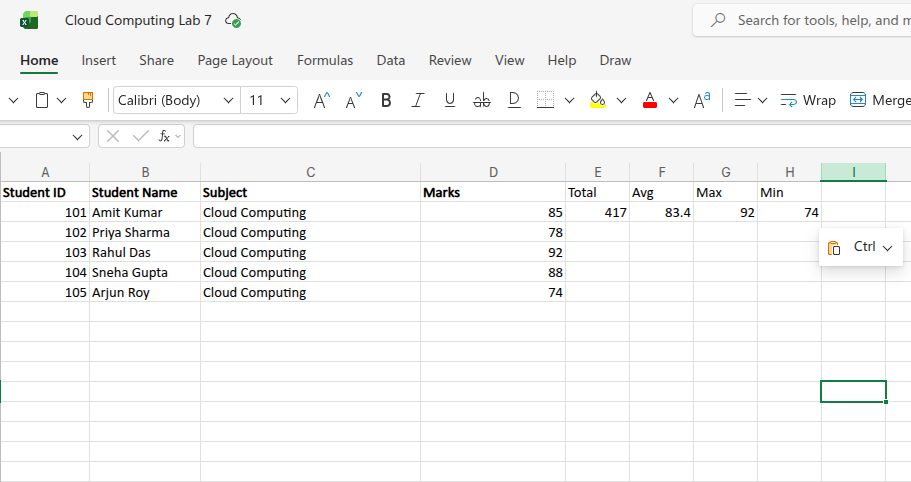 Cloud Computing Lab 7
Search for tools, help, and m
Home Insert Share Page Layout Formulas Data Review View Help Draw
Calibri (Body) 11 A A B I U ab D A Aa Wrap Merge
fx
A B C D E F G H I
Student ID Student Name Subject Marks Total Avg Max Min
101 Amit Kumar Cloud Computing 85 417 83.4 92 74
102 Priya Sharma Cloud Computing 78
Ctrl
103 Rahul Das Cloud Computing 92
104 Sneha Gupta Cloud Computing 88
105 Arjun Roy Cloud Computing 74